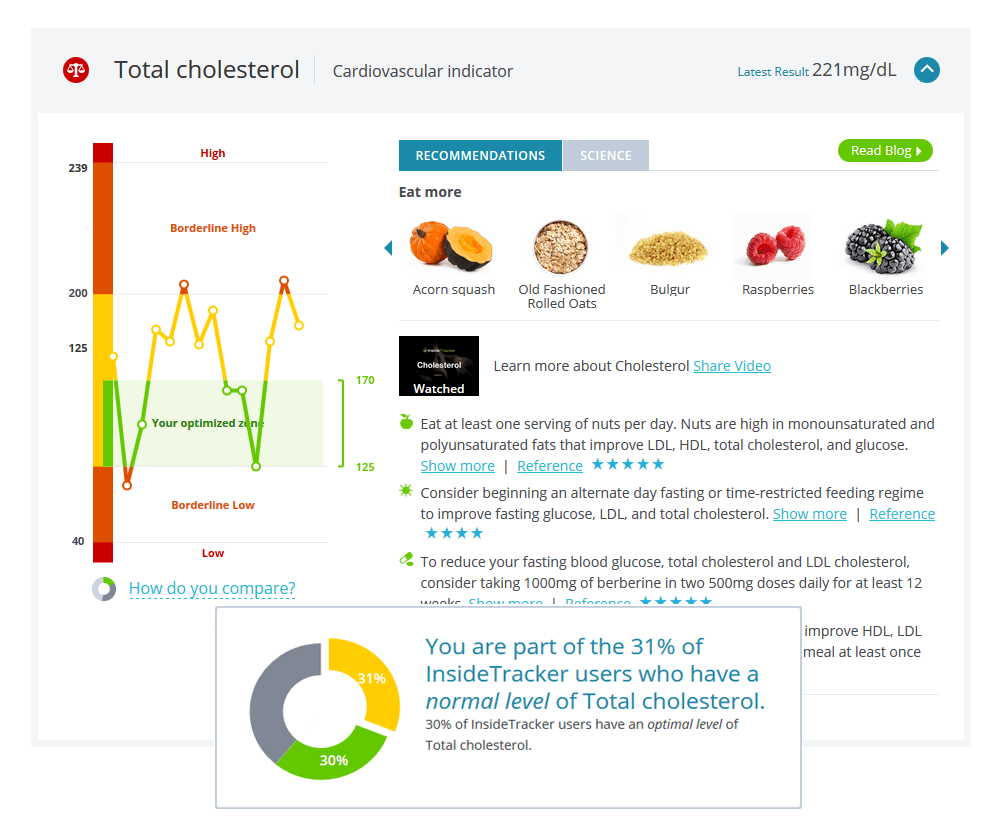 Total cholesterol
Cardiovascular indicator
Latest Result 221mg/dL
239
200
125
40
High
Borderline High
Your optimized zone
Borderline Low
Low
170
125
How do you compare?
RECOMMENDATIONS
SCIENCE
Read Blog
Eat more
Acorn squash
Old Fashioned
Rolled Oats
Bulgur
Raspberries
Blackberries
InsideTracker
Cholesterol
Watched
Learn more about Cholesterol Share Video
Eat at least one serving of nuts per day. Nuts are high in monounsaturated and
polyunsaturated fats that improve LDL, HDL, total cholesterol, and glucose.
Show more | Reference ★★★★★
Consider beginning an alternate day fasting or time-restricted feeding regime
to improve fasting glucose, LDL, and total cholesterol. Show more | Reference
★★★★
To reduce your fasting blood glucose, total cholesterol and LDL cholesterol,
consider taking 1000mg of berberine in two 500mg doses daily for at least 12
weeks. Show more | Reference ★★★★★
improve HDL, LDL
meal at least once
31%
30%
You are part of the 31% of
InsideTracker users who have a
normal level of Total cholesterol.
30% of InsideTracker users have an optimal level of
Total cholesterol.